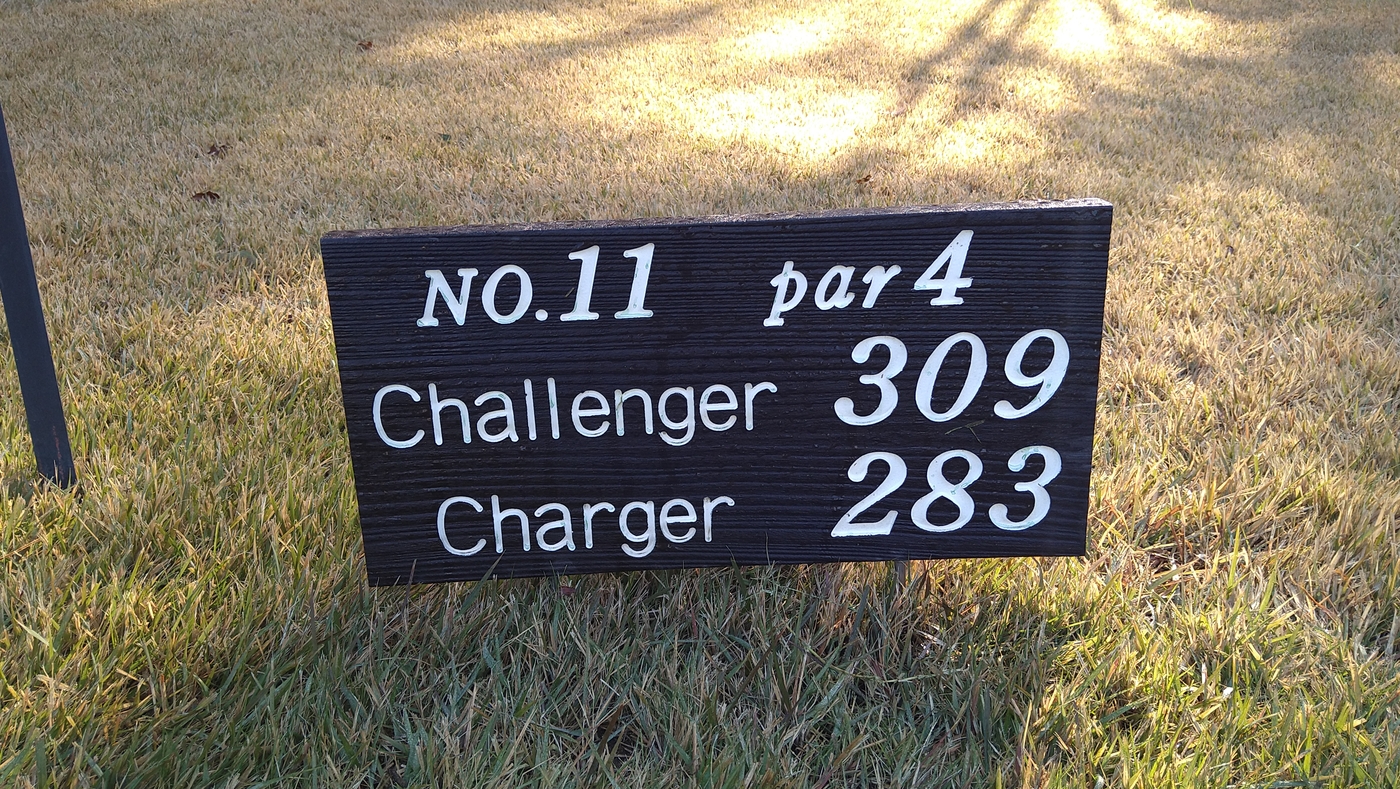 NO.11 par 4
Challenger 309
Charger 283